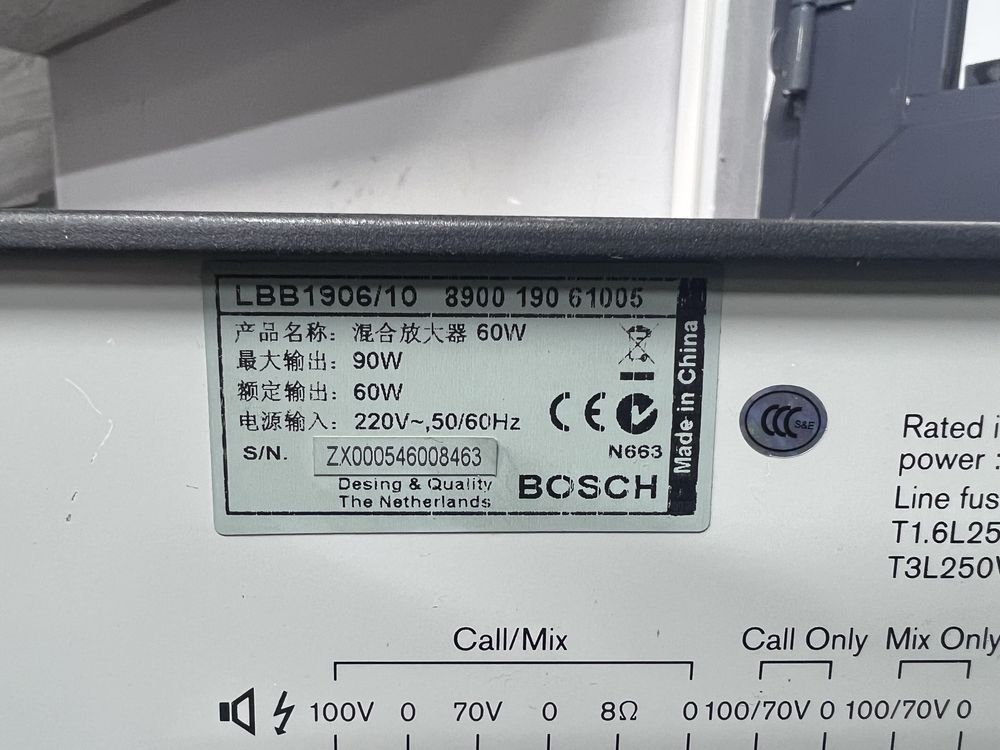 LBB1906/10 8900 190 61005
产品名称: 混合放大器 60W
最大输出: 90W
额定输出: 60W
电源输入: 220V~,50/60Hz
S/N. ZX000546008463
Desing & Quality
The Netherlands
CE
N663
BOSCH
Made in China
CCC S&E
Rated i
power :
Line fus
T1.6L25
T3L250V
Call/Mix
Call Only
Mix Only
100V 0 70V 0 8Ω 0 100/70V 0 100/70V 0